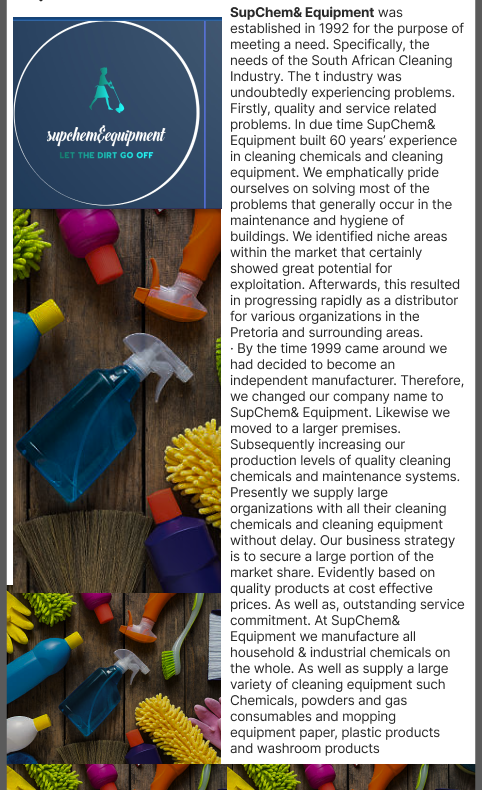 supchem&equipment
LET THE DIRT GO OFF
SupChem& Equipment was
established in 1992 for the purpose of
meeting a need. Specifically, the
needs of the South African Cleaning
Industry. The t industry was
undoubtedly experiencing problems.
Firstly, quality and service related
problems. In due time SupChem&
Equipment built 60 years’ experience
in cleaning chemicals and cleaning
equipment. We emphatically pride
ourselves on solving most of the
problems that generally occur in the
maintenance and hygiene of
buildings. We identified niche areas
within the market that certainly
showed great potential for
exploitation. Afterwards, this resulted
in progressing rapidly as a distributor
for various organizations in the
Pretoria and surrounding areas.
· By the time 1999 came around we
had decided to become an
independent manufacturer. Therefore,
we changed our company name to
SupChem& Equipment. Likewise we
moved to a larger premises.
Subsequently increasing our
production levels of quality cleaning
chemicals and maintenance systems.
Presently we supply large
organizations with all their cleaning
chemicals and cleaning equipment
without delay. Our business strategy
is to secure a large portion of the
market share. Evidently based on
quality products at cost effective
prices. As well as, outstanding service
commitment. At SupChem&
Equipment we manufacture all
household & industrial chemicals on
the whole. As well as supply a large
variety of cleaning equipment such
Chemicals, powders and gas
consumables and mopping
equipment paper, plastic products
and washroom products